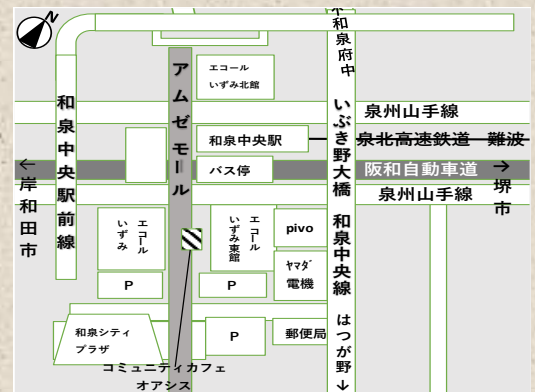 N
和泉府中
エコール
いずみ北館
アムゼモール
和泉中央駅前線
いぶき野大橋
泉州山手線
和泉中央駅
泉北高速鉄道 難波
バス停
阪和自動車道
←岸和田市
→堺市
泉州山手線
エコール
いずみ
エコール
いずみ東館
pivo
和泉中央線
ﾔﾏﾀﾞ
電機
P
P
和泉シティ
プラザ
P
郵便局
はつが野↓
コミュニティカフェ
オアシス